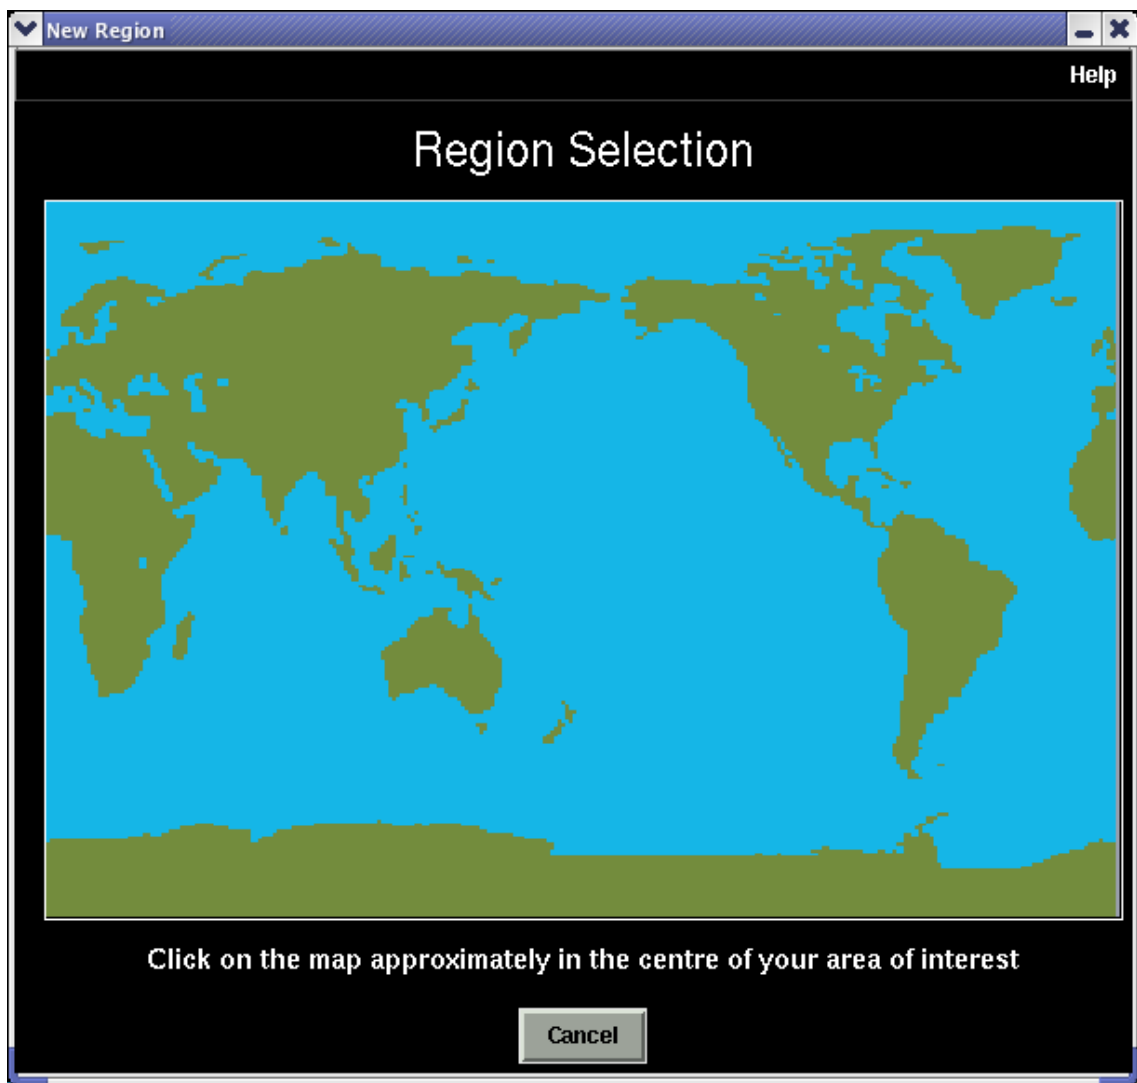 New Region
Help
Region Selection
Click on the map approximately in the centre of your area of interest
Cancel